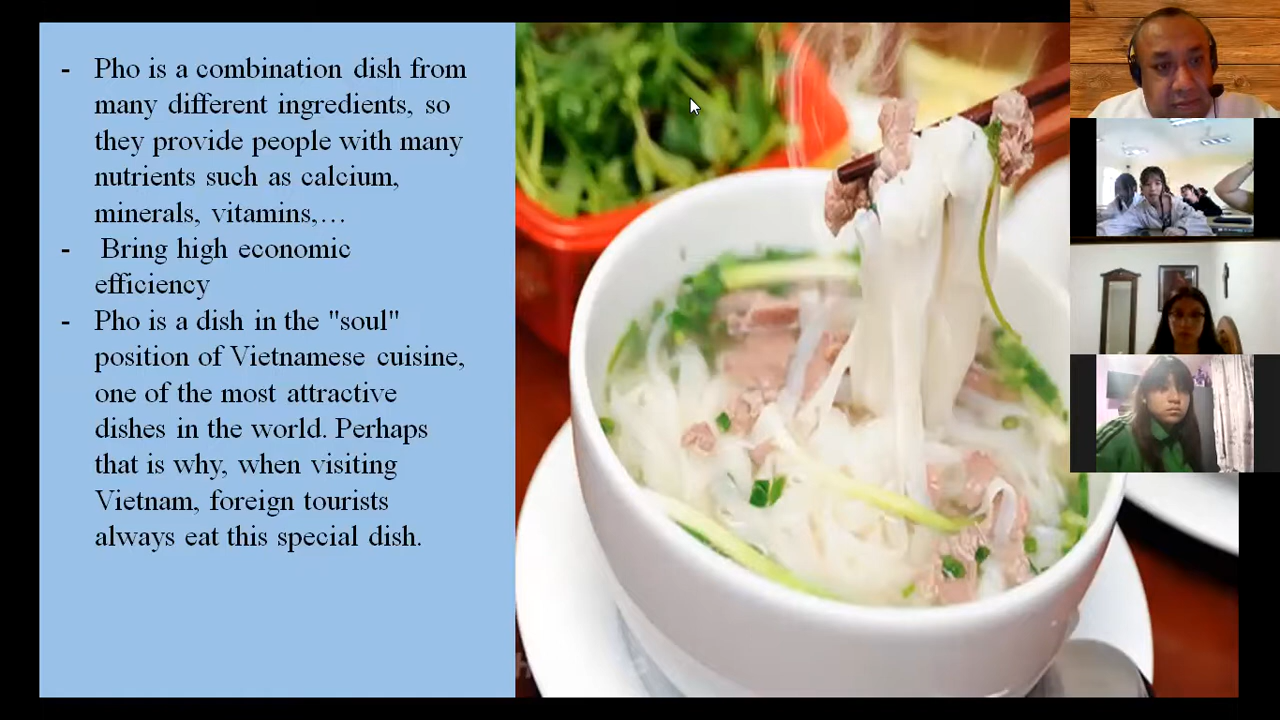 - Pho is a combination dish from
many different ingredients, so
they provide people with many
nutrients such as calcium,
minerals, vitamins,...
- Bring high economic
efficiency
- Pho is a dish in the "soul"
position of Vietnamese cuisine,
one of the most attractive
dishes in the world. Perhaps
that is why, when visiting
Vietnam, foreign tourists
always eat this special dish.